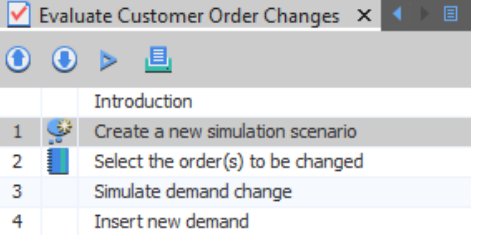 Evaluate Customer Order Changes
Introduction
1 Create a new simulation scenario
2 Select the order(s) to be changed
3 Simulate demand change
4 Insert new demand